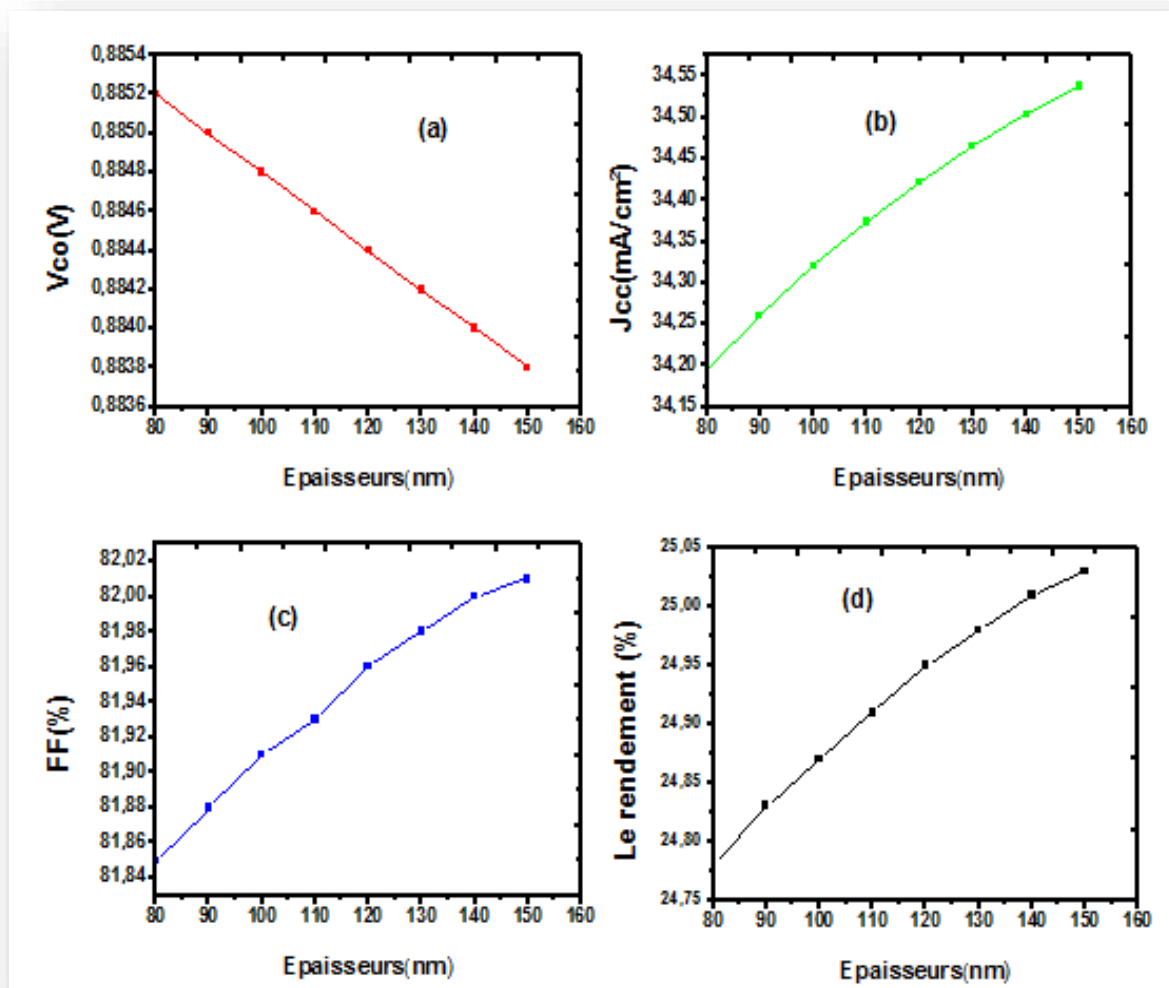 0,8854
0,8852
0,8850
0,8848
0,8846
0,8844
0,8842
0,8840
0,8838
0,8836
Vco(V)
(a)
80 90 100 110 120 130 140 150 160
Epaisseurs(nm)
34,55
34,50
34,45
34,40
34,35
34,30
34,25
34,20
34,15
Jcc(mA/cm²)
(b)
80 90 100 110 120 130 140 150 160
Epaisseurs(nm)
82,02
82,00
81,98
81,96
81,94
81,92
81,90
81,88
81,86
81,84
FF(%)
(c)
80 90 100 110 120 130 140 150 160
Epaisseurs(nm)
25,05
25,00
24,95
24,90
24,85
24,80
24,75
Le rendement (%)
(d)
80 90 100 110 120 130 140 150 160
Epaisseurs(nm)